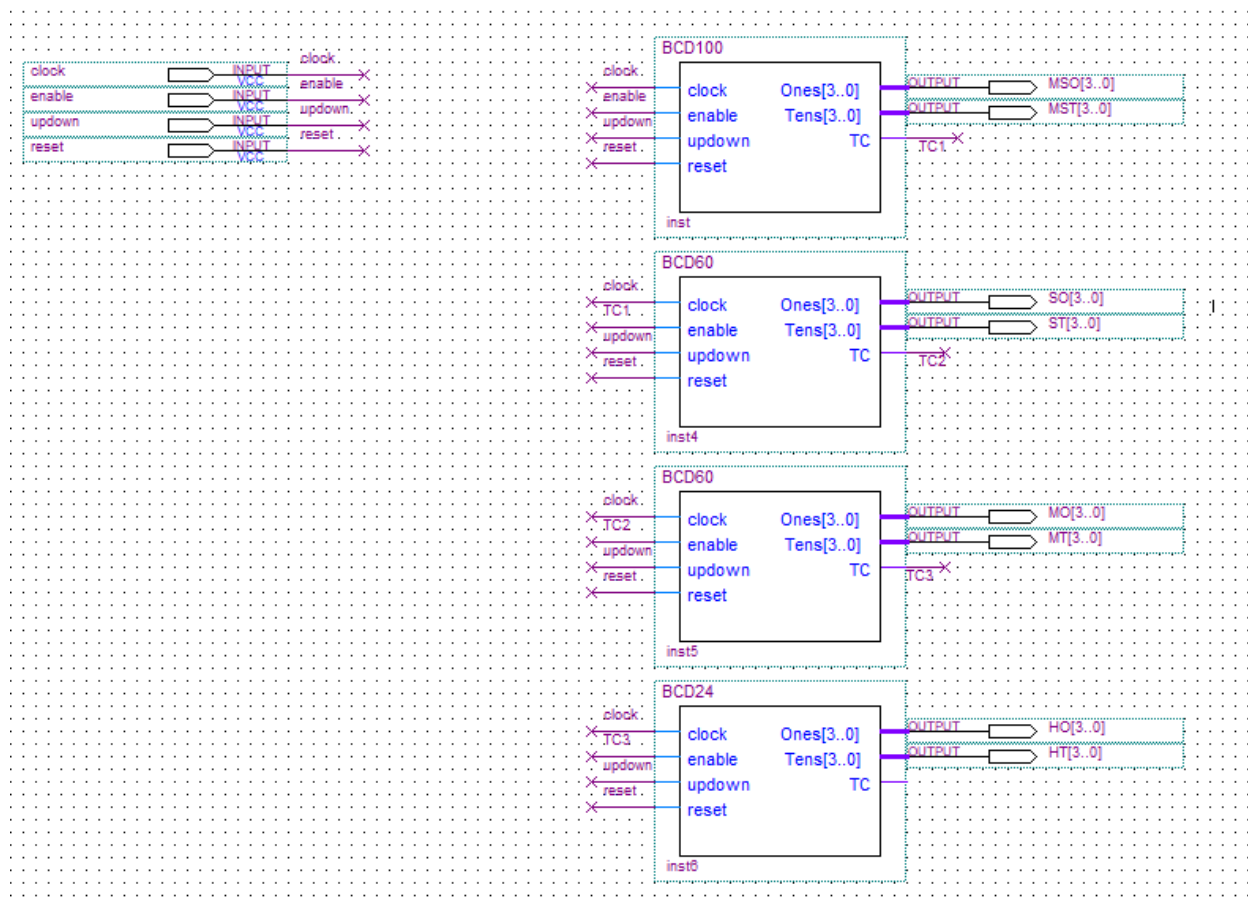 clock INPUT VCC clock
enable INPUT VCC enable
updown INPUT VCC updown
reset INPUT VCC reset
BCD100
clock clock Ones[3..0] OUTPUT MSO[3..0]
enable enable Tens[3..0] OUTPUT MST[3..0]
updown updown TC TC1
reset reset
inst
BCD60
clock clock Ones[3..0] OUTPUT SO[3..0]
TC1 enable Tens[3..0] OUTPUT ST[3..0]
updown updown TC TC2
reset reset
inst4
BCD60
clock clock Ones[3..0] OUTPUT MO[3..0]
TC2 enable Tens[3..0] OUTPUT MT[3..0]
updown updown TC TC3
reset reset
inst5
BCD24
clock clock Ones[3..0] OUTPUT HO[3..0]
TC3 enable Tens[3..0] OUTPUT HT[3..0]
updown updown TC
reset reset
inst6